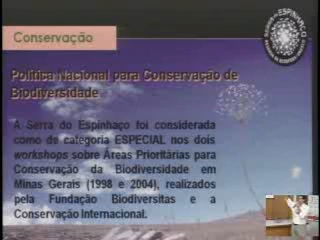 Conservação
ESPINHAÇO
Política Nacional para Conservação de
Biodiversidade
A Serra do Espinhaço foi considerada
como de categoria ESPECIAL nos dois
workshops sobre Áreas Prioritárias para
Conservação da Biodiversidade em
Minas Gerais (1998 e 2004), realizados
pela Fundação Biodiversitas e a
Conservação Internacional.